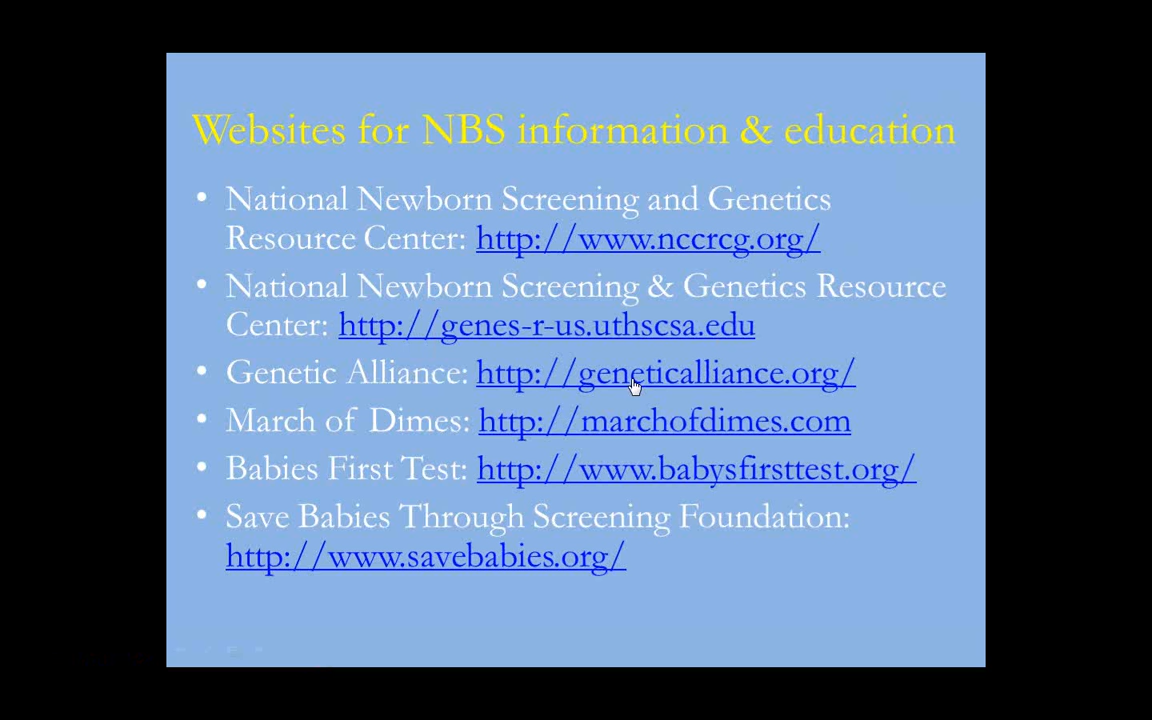 Websites for NBS information & education
• National Newborn Screening and Genetics
Resource Center: http://www.nccrcg.org/
• National Newborn Screening & Genetics Resource
Center: http://genes-r-us.uthscsa.edu
• Genetic Alliance: http://geneticalliance.org/
• March of Dimes: http://marchofdimes.com
• Babies First Test: http://www.babysfirsttest.org/
• Save Babies Through Screening Foundation:
http://www.savebabies.org/